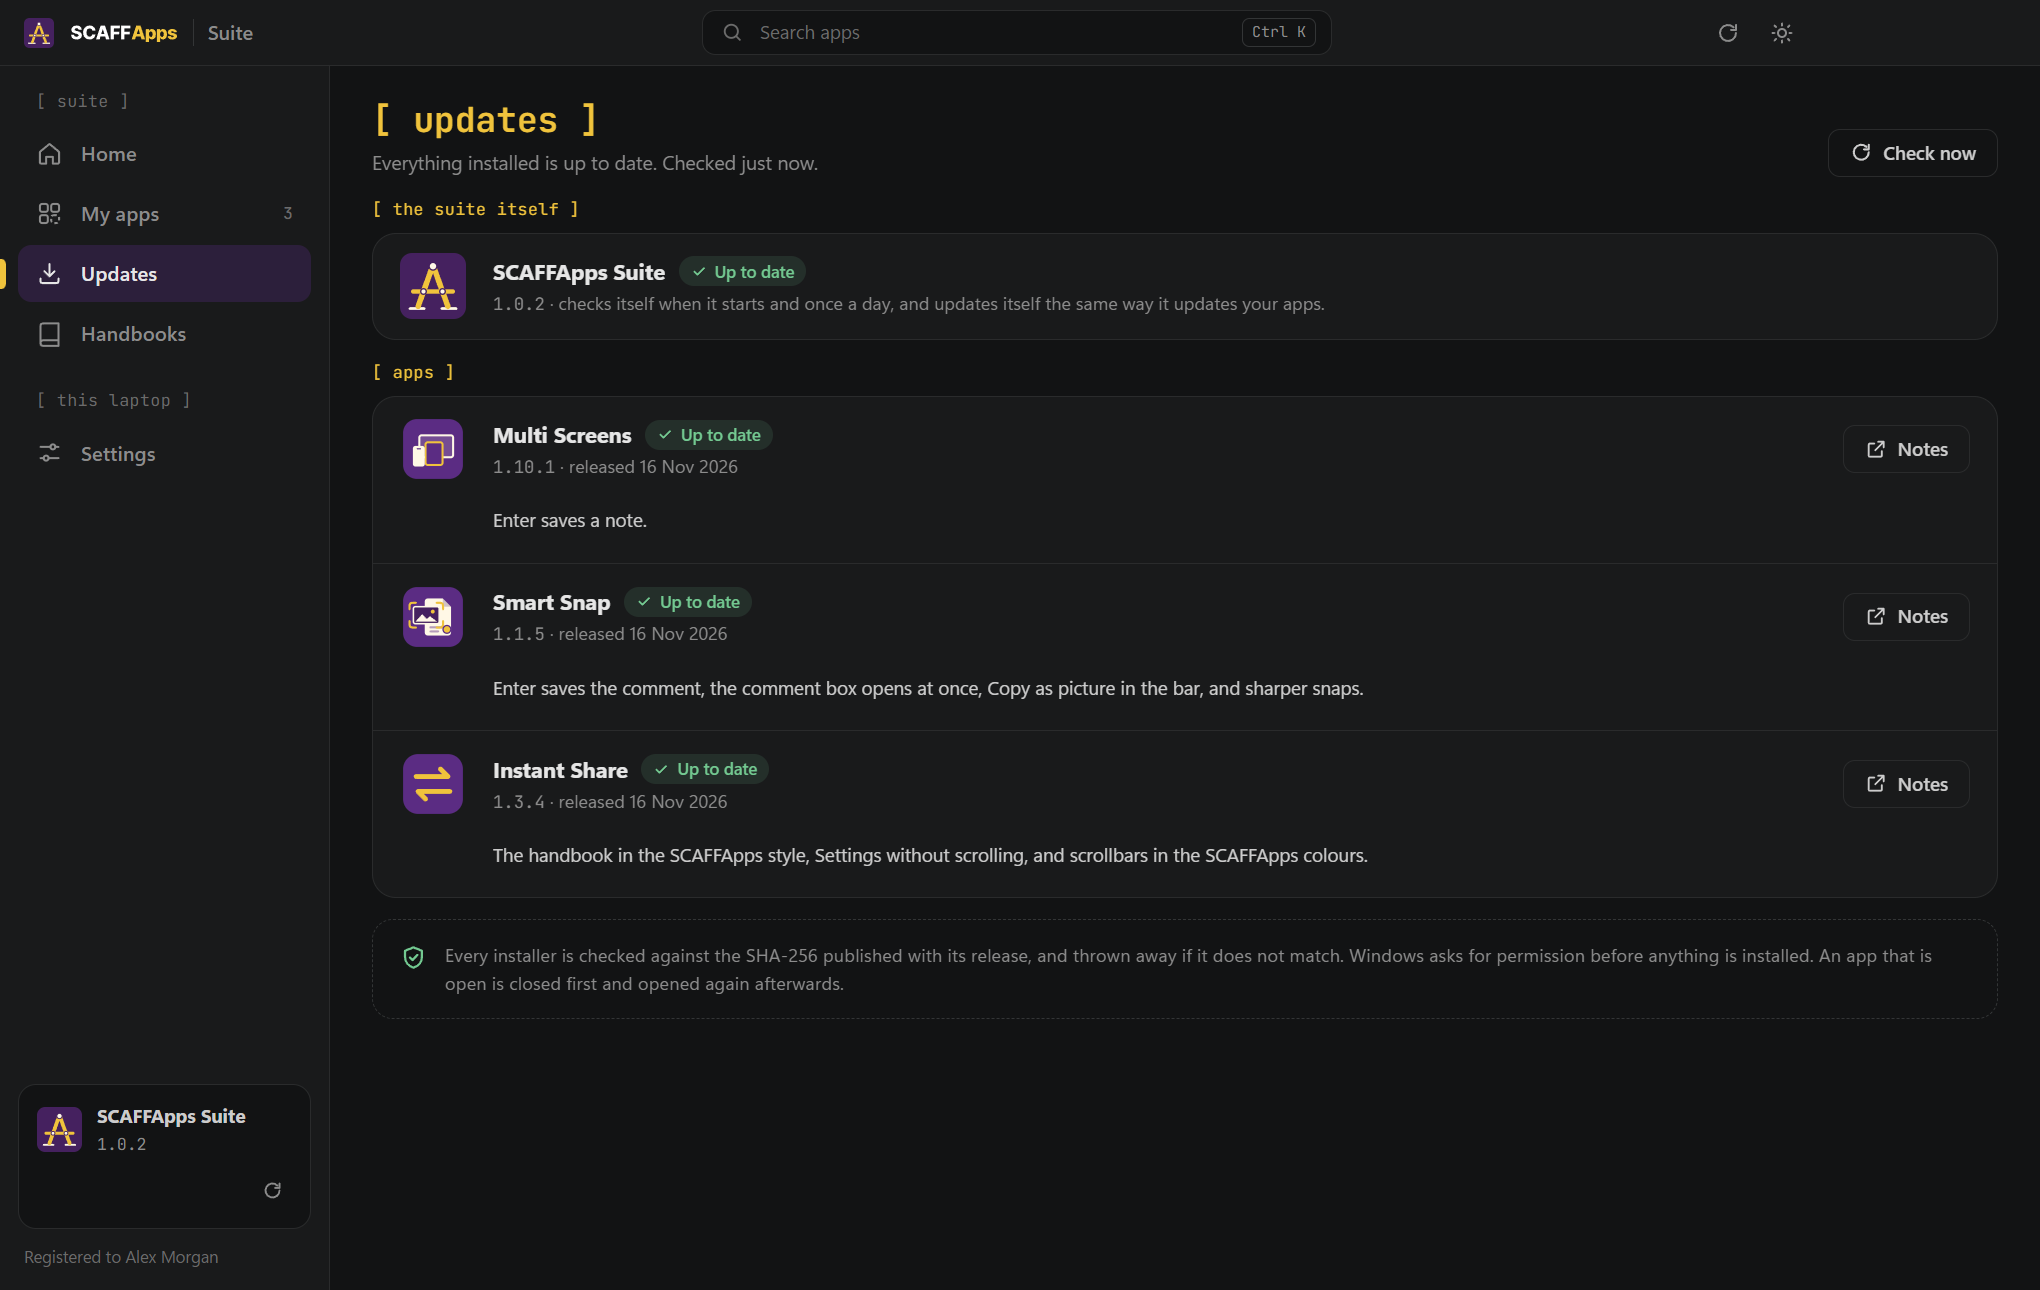 SCAFFApps Suite
Search apps
Ctrl K
[ suite ]
Home
My apps 3
Updates
Handbooks
[ this laptop ]
Settings
[ updates ]
Everything installed is up to date. Checked just now.
Check now
[ the suite itself ]
SCAFFApps Suite Up to date
1.0.2 · checks itself when it starts and once a day, and updates itself the same way it updates your apps.
[ apps ]
Multi Screens Up to date
1.10.1 · released 16 Nov 2026
Notes
Enter saves a note.
Smart Snap Up to date
1.1.5 · released 16 Nov 2026
Notes
Enter saves the comment, the comment box opens at once, Copy as picture in the bar, and sharper snaps.
Instant Share Up to date
1.3.4 · released 16 Nov 2026
Notes
The handbook in the SCAFFApps style, Settings without scrolling, and scrollbars in the SCAFFApps colours.
Every installer is checked against the SHA-256 published with its release, and thrown away if it does not match. Windows asks for permission before anything is installed. An app that is
open is closed first and opened again afterwards.
SCAFFApps Suite
1.0.2
Registered to Alex Morgan